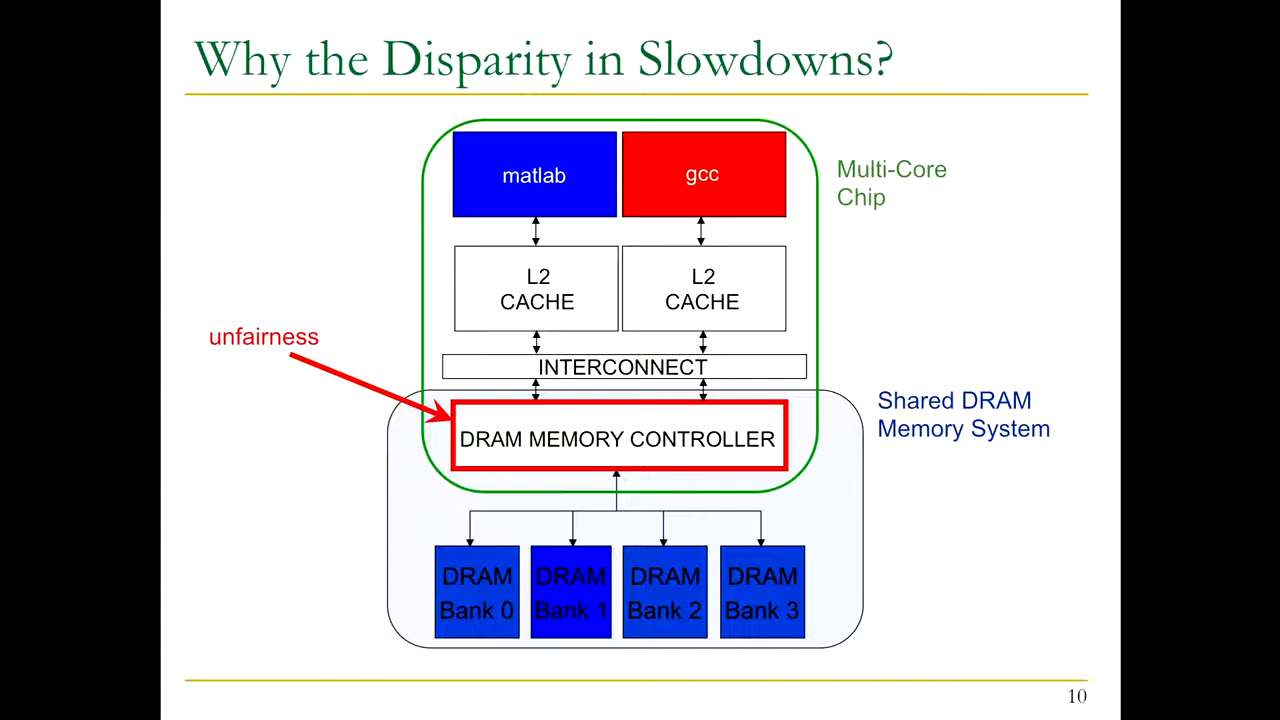 Why the Disparity in Slowdowns?
matlab
gcc
Multi-Core
Chip
L2
CACHE
L2
CACHE
unfairness
INTERCONNECT
Shared DRAM
Memory System
DRAM MEMORY CONTROLLER
DRAM
Bank 0
DRAM
Bank 1
DRAM
Bank 2
DRAM
Bank 3
10